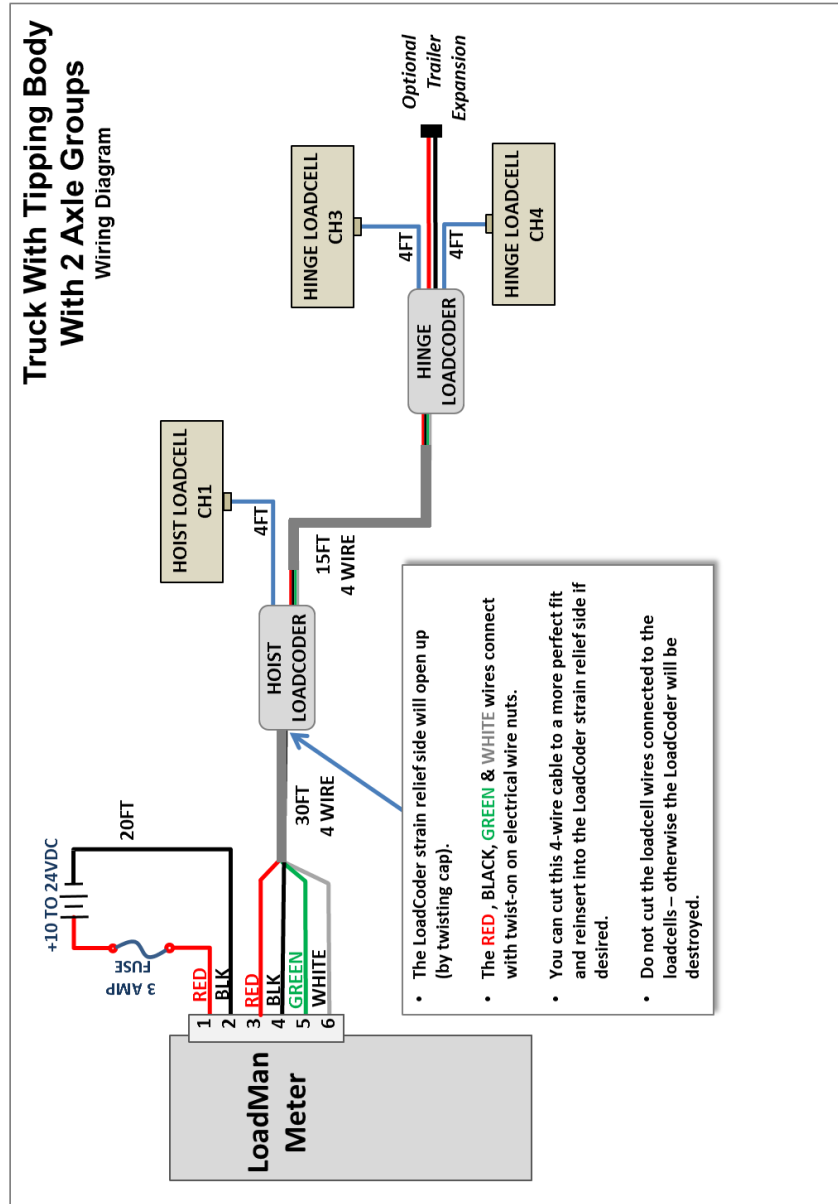 Truck With Tipping Body
With 2 Axle Groups
Wiring Diagram
+10 TO 24VDC
20FT
3 AMP
FUSE
RED
BLK
RED
BLK
GREEN
WHITE
1
2
3
4
5
6
LoadMan
Meter
30FT
4 WIRE
HOIST
LOADCODER
4FT
HOIST LOADCELL
CH1
15FT
4 WIRE
HINGE
LOADCODER
4FT
HINGE LOADCELL
CH3
4FT
HINGE LOADCELL
CH4
Optional
Trailer
Expansion
• The LoadCoder strain relief side will open up
(by twisting cap).
• The RED , BLACK, GREEN & WHITE wires connect
with twist-on on electrical wire nuts.
• You can cut this 4-wire cable to a more perfect fit
and reinsert into the LoadCoder strain relief side if
desired.
• Do not cut the loadcell wires connected to the
loadcells – otherwise the LoadCoder will be
destroyed.